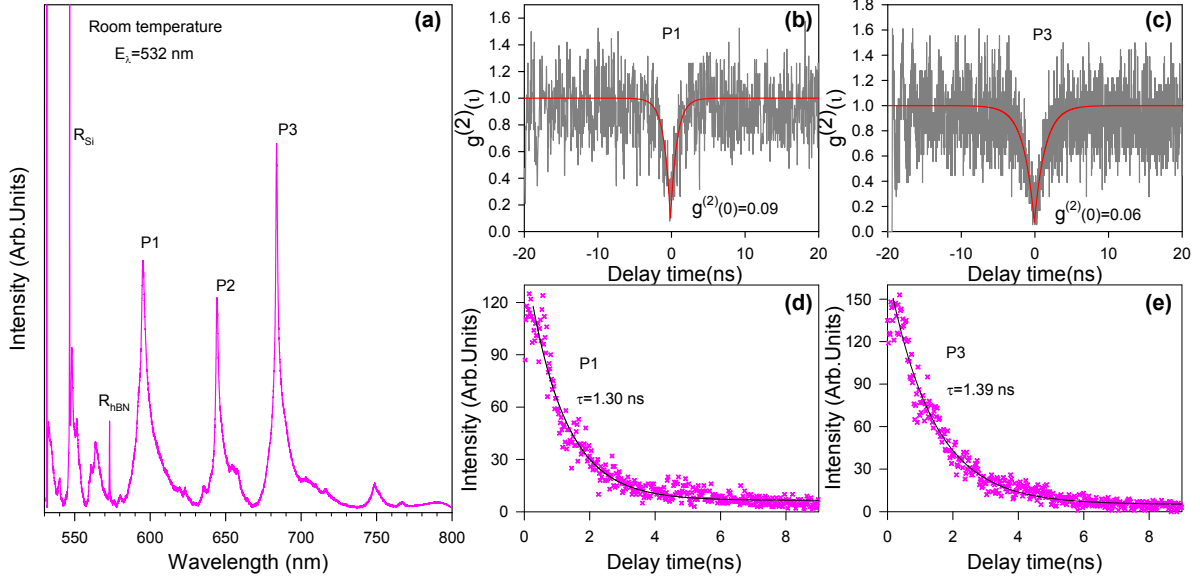 (a)
Room temperature
E_λ=532 nm
R_Si
P1
P2
P3
R_hBN
Intensity (Arb.Units)
550 600 650 700 750 800
Wavelength (nm)
(b)
P1
g^(2)(0)=0.09
g^(2)(ι)
1.6
1.4
1.2
1.0
0.8
0.6
0.4
0.2
0.0
-20 -10 0 10 20
Delay time(ns)
(c)
P3
g^(2)(0)=0.06
g^(2)(ι)
1.8
1.6
1.4
1.2
1.0
0.8
0.6
0.4
0.2
0.0
-20 -10 0 10 20
Delay time(ns)
(d)
P1
τ=1.30 ns
Intensity (Arb.Units)
120
90
60
30
0
0 2 4 6 8
Delay time(ns)
(e)
P3
τ=1.39 ns
Intensity (Arb.Units)
150
120
90
60
30
0
0 2 4 6 8
Delay time(ns)